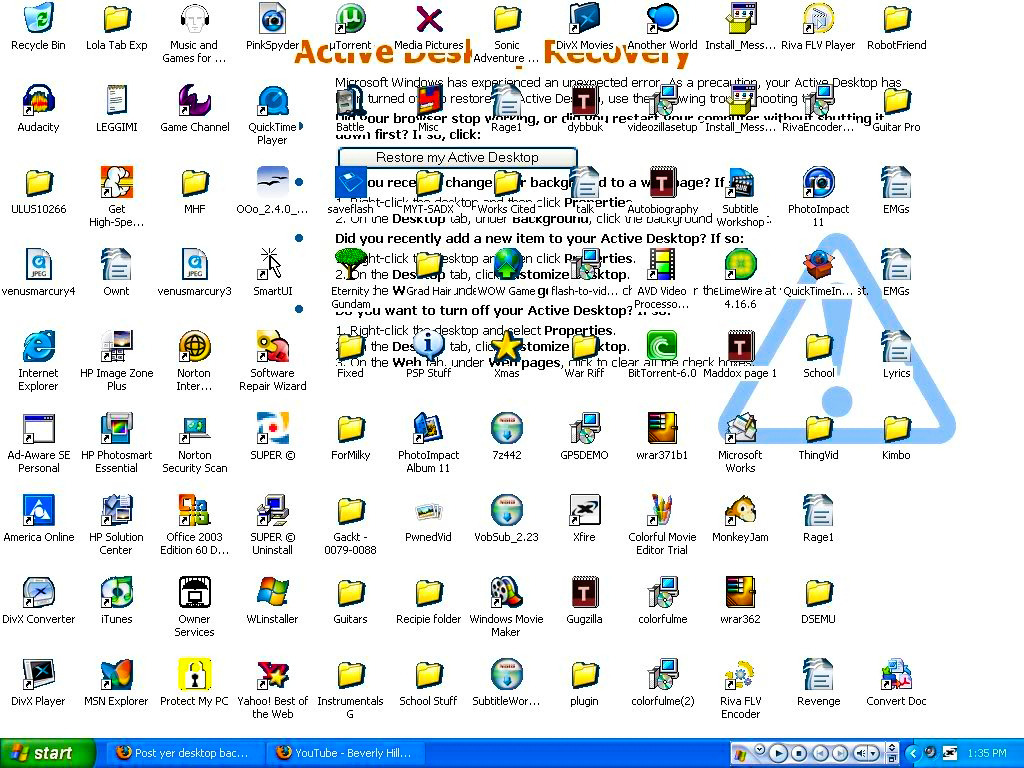 Recycle Bin Lola Tab Exp Music and Games for ... PinkSpyder µTorrent Media Pictures Sonic Adventure ... DivX Movies Another World Install_Mess... Riva FLV Player RobotFriend
Active Desktop Recovery
Microsoft Windows has experienced an unexpected error. As a precaution, your Active Desktop has
turned off. restore Active Desktop, use the following troubleshooting
Audacity LEGGIMI Game Channel QuickTime Player Battle Misc Rage1 dybbuk videozillasetup Install_Mess... RivaEncoder... Guitar Pro
Did your browser stop working, or did you restart your computer without shutting it
down first? If so, click:
Restore my Active Desktop
you recently change your background to a web page? If
1. Right-click the desktop and then click Properties.
2. On the Desktop tab, under Background, click the background
ULUS10266 Get High-Spe... MHF OOo_2.4.0_... saveflash MYT-SADX Works Cited talk Autobiography Subtitle Workshop PhotoImpact 11 EMGs
Did you recently add a new item to your Active Desktop? If so:
Right-click the desktop and then click Properties.
2. On the Desktop tab, click Customize Desktop.
venusmarcury4 Ownt venusmarcury3 SmartUI Eternity Gundam Grad Hair WOW Game flash-to-vid... AVD Video Processo... LimeWire 4.16.6 QuickTimeIn... EMGs
Do you want to turn off your Active Desktop? If so:
1. Right-click the desktop and select Properties.
2. On the Desktop tab, click Customize Desktop.
3. On the Web tab, under Web pages, click to clear all the check boxes.
Internet Explorer HP Image Zone Plus Norton Inter... Software Repair Wizard Fixed PSP Stuff Xmas War Riff BitTorrent-6.0 Maddox page 1 School Lyrics
Ad-Aware SE Personal HP Photosmart Essential Norton Security Scan SUPER © ForMilky PhotoImpact Album 11 7z442 GP5DEMO wrar371b1 Microsoft Works ThingVid Kimbo
America Online HP Solution Center Office 2003 Edition 60 D... SUPER © Uninstall Gackt - 0079-0088 PwnedVid VobSub_2.23 Xfire Colorful Movie Editor Trial MonkeyJam Rage1
DivX Converter iTunes Owner Services WLinstaller Guitars Recipie folder Windows Movie Maker Gugzilla colorfulme wrar362 DSEMU
DivX Player MSN Explorer Protect My PC Yahoo! Best of the Web Instrumentals G School Stuff SubtitleWor... plugin colorfulme(2) Riva FLV Encoder Revenge Convert Doc
start Post yer desktop bac... YouTube - Beverly Hill... 1:35 PM